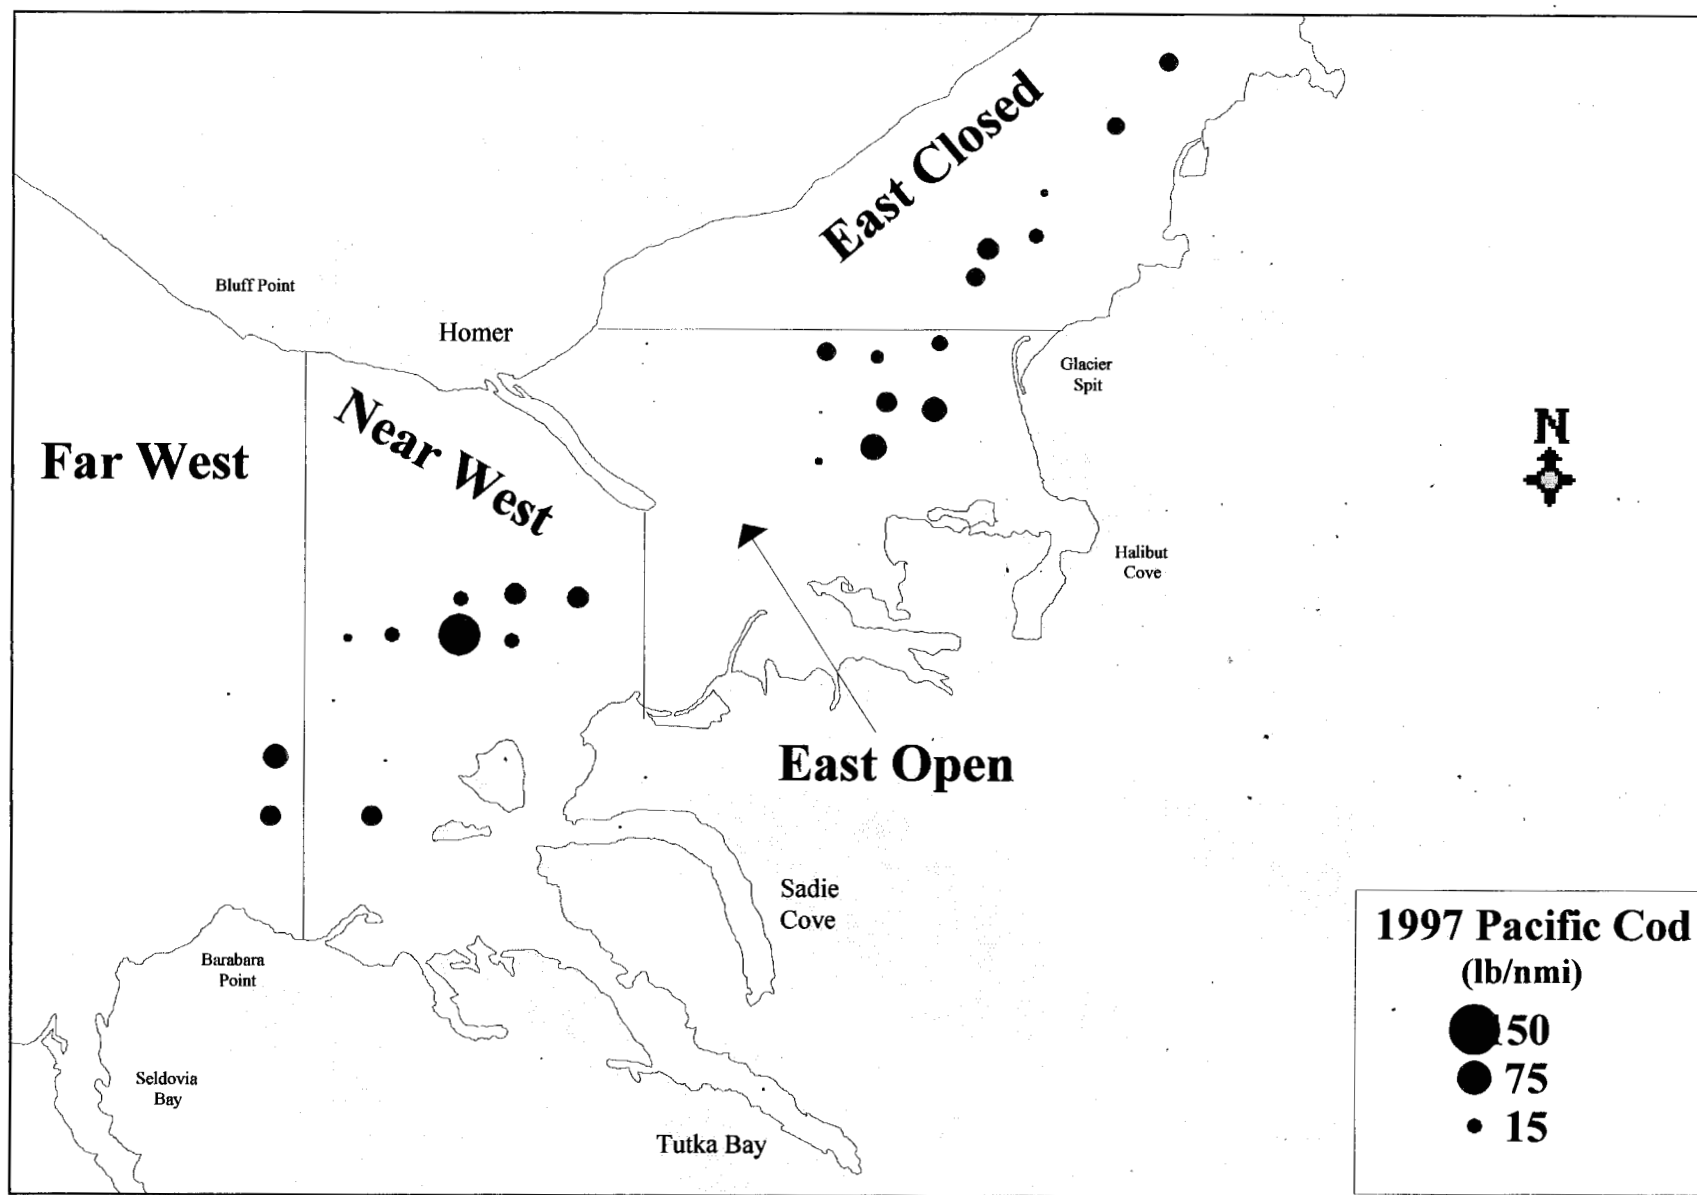 East Closed
Bluff Point
Homer
Glacier
Spit
Near West
Far West
N
Halibut
Cove
East Open
Sadie
Cove
Barabara
Point
Seldovia
Bay
Tutka Bay
1997 Pacific Cod
(lb/nmi)
150
75
15